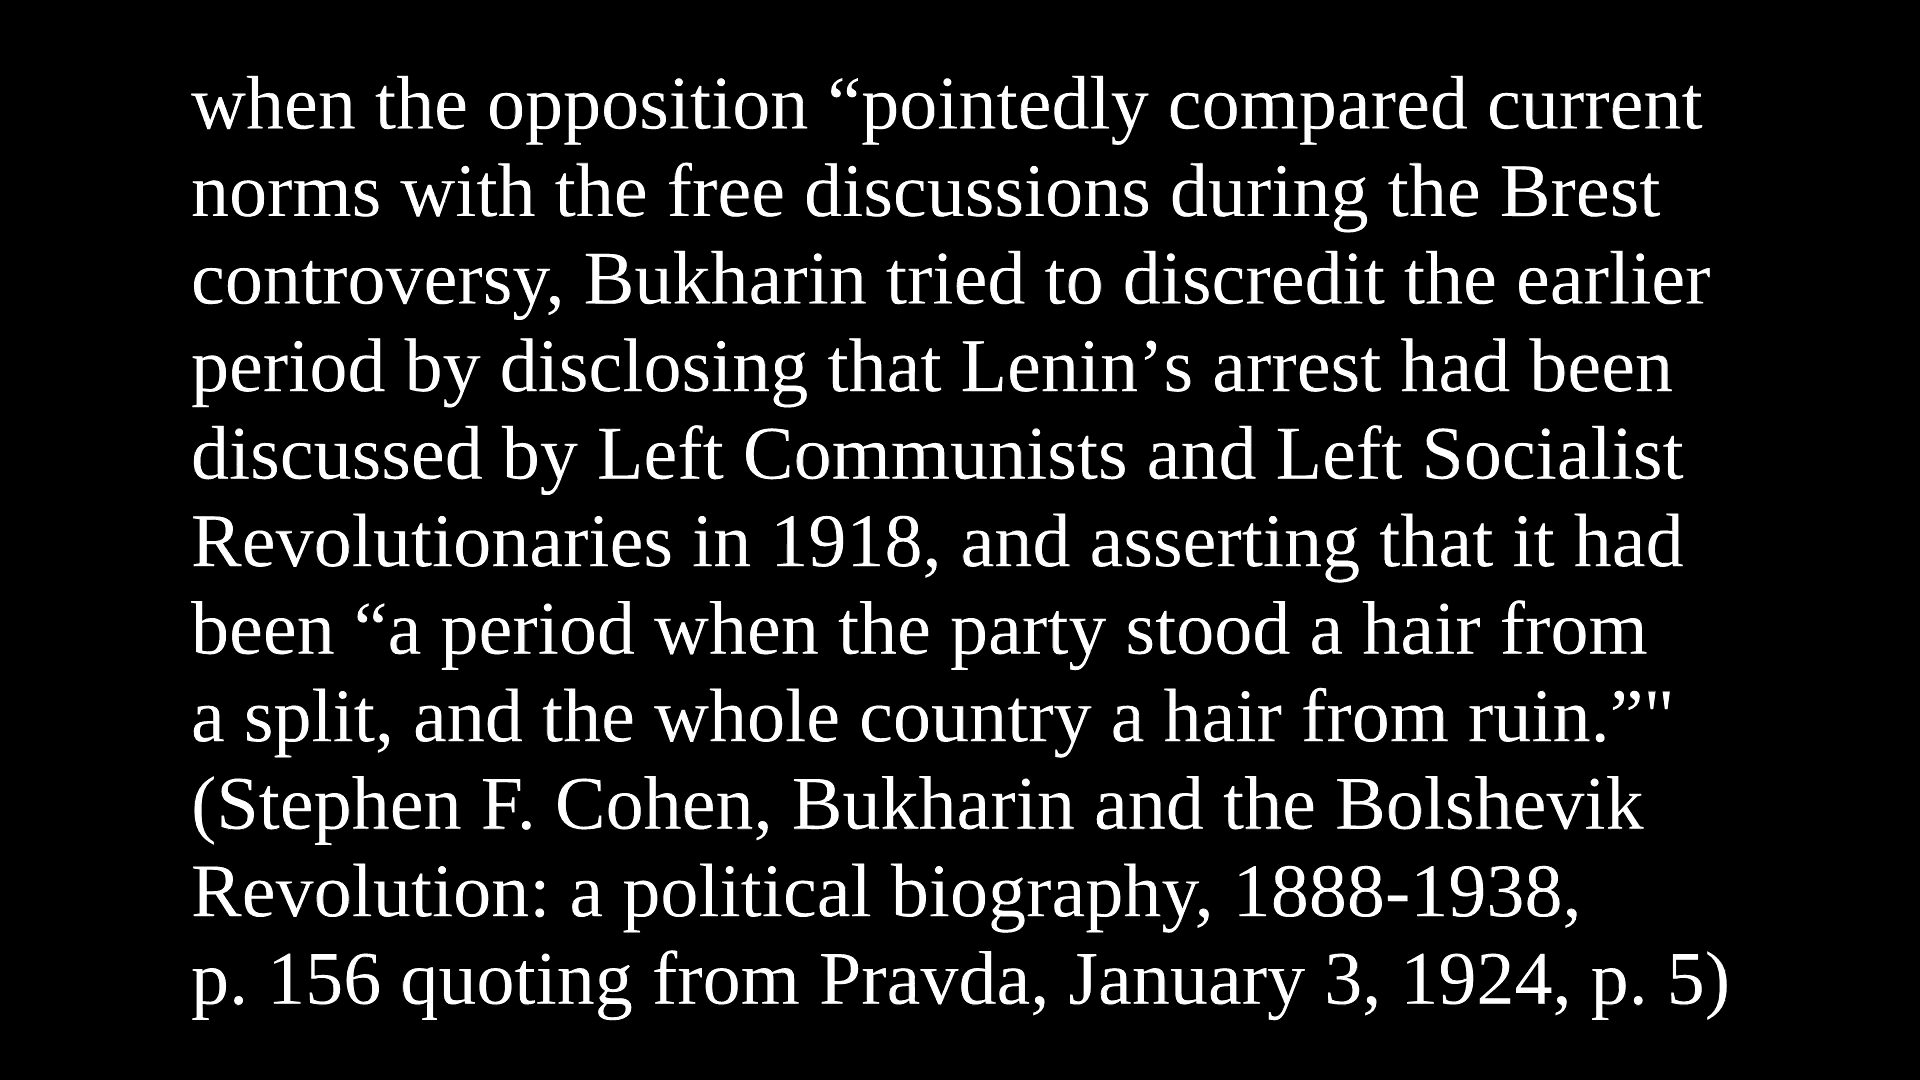 when the opposition “pointedly compared current
norms with the free discussions during the Brest
controversy, Bukharin tried to discredit the earlier
period by disclosing that Lenin’s arrest had been
discussed by Left Communists and Left Socialist
Revolutionaries in 1918, and asserting that it had
been “a period when the party stood a hair from
a split, and the whole country a hair from ruin.”"
(Stephen F. Cohen, Bukharin and the Bolshevik
Revolution: a political biography, 1888-1938,
p. 156 quoting from Pravda, January 3, 1924, p. 5)